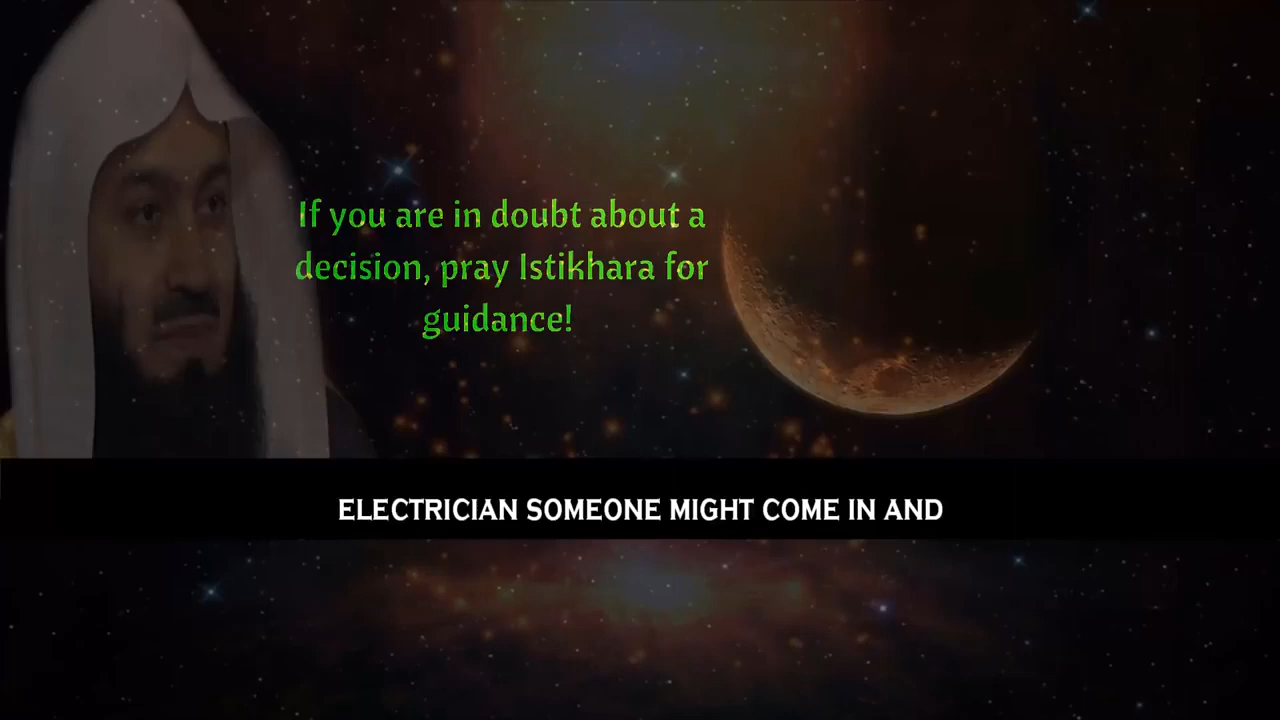 If you are in doubt about a
decision, pray Istikhara for
guidance!
ELECTRICIAN SOMEONE MIGHT COME IN AND